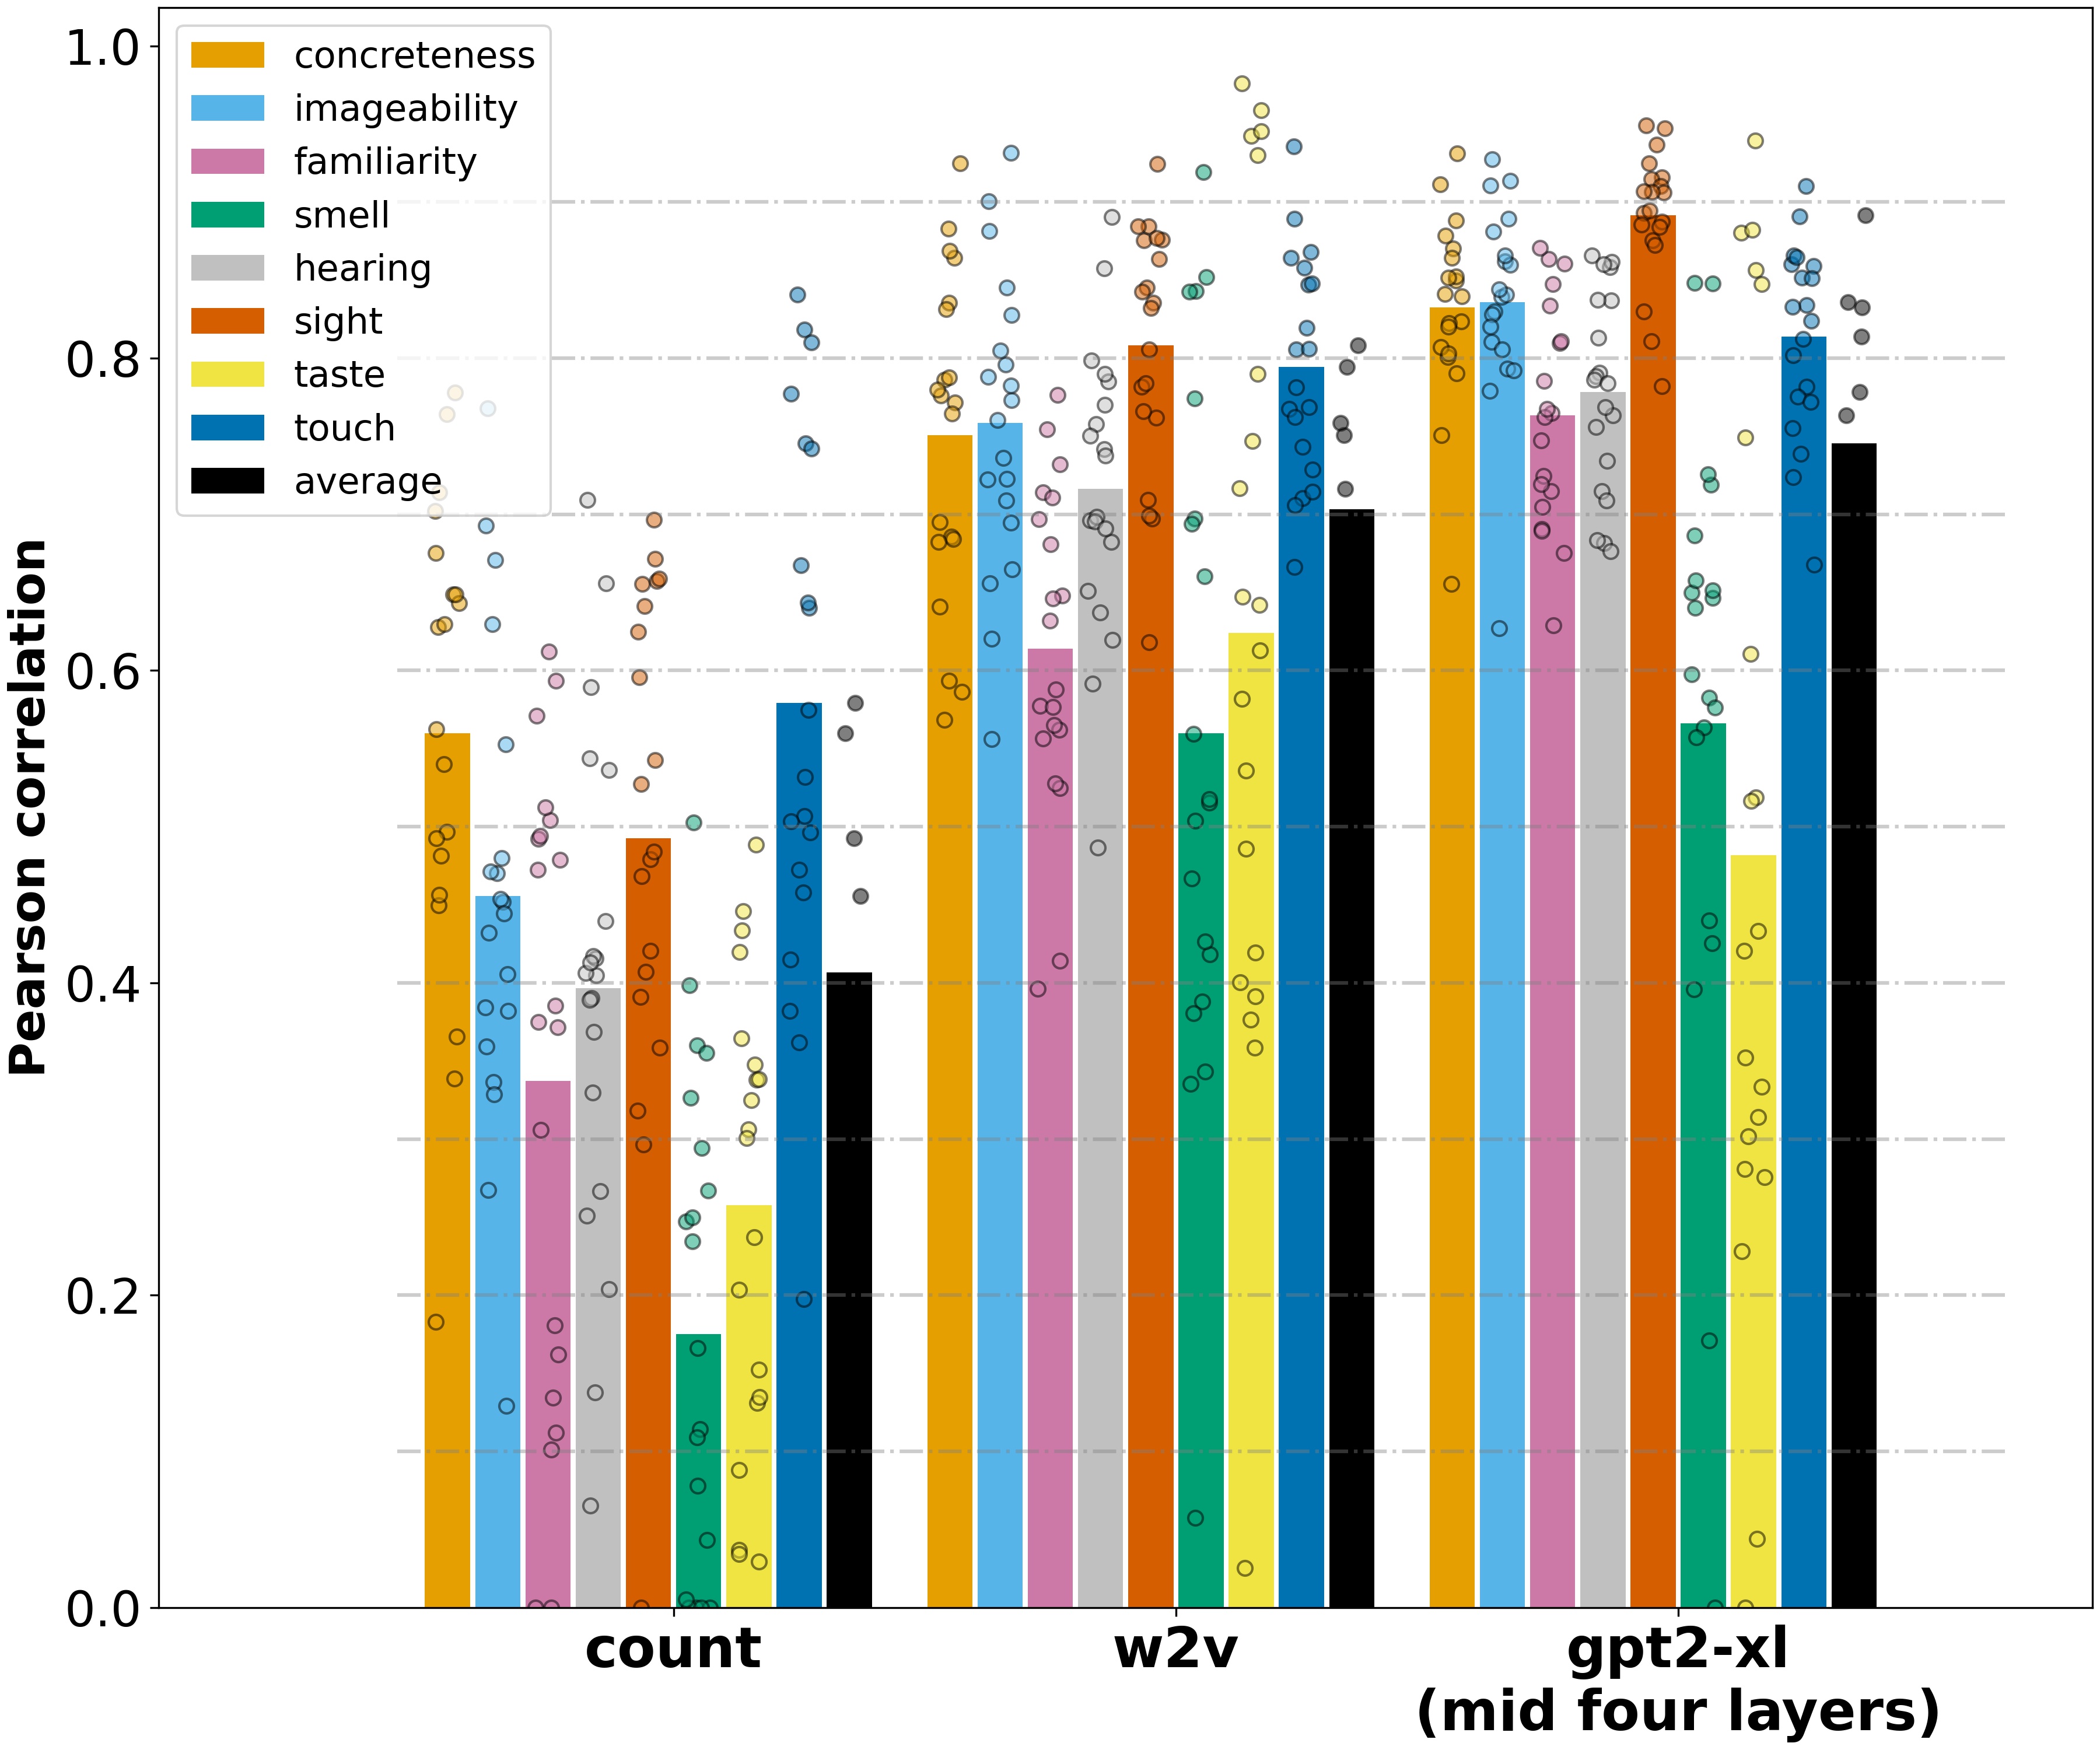 1.0
0.8
0.6
0.4
0.2
0.0
Pearson correlation
concreteness
imageability
familiarity
smell
hearing
sight
taste
touch
average
count
w2v
gpt2-xl
(mid four layers)